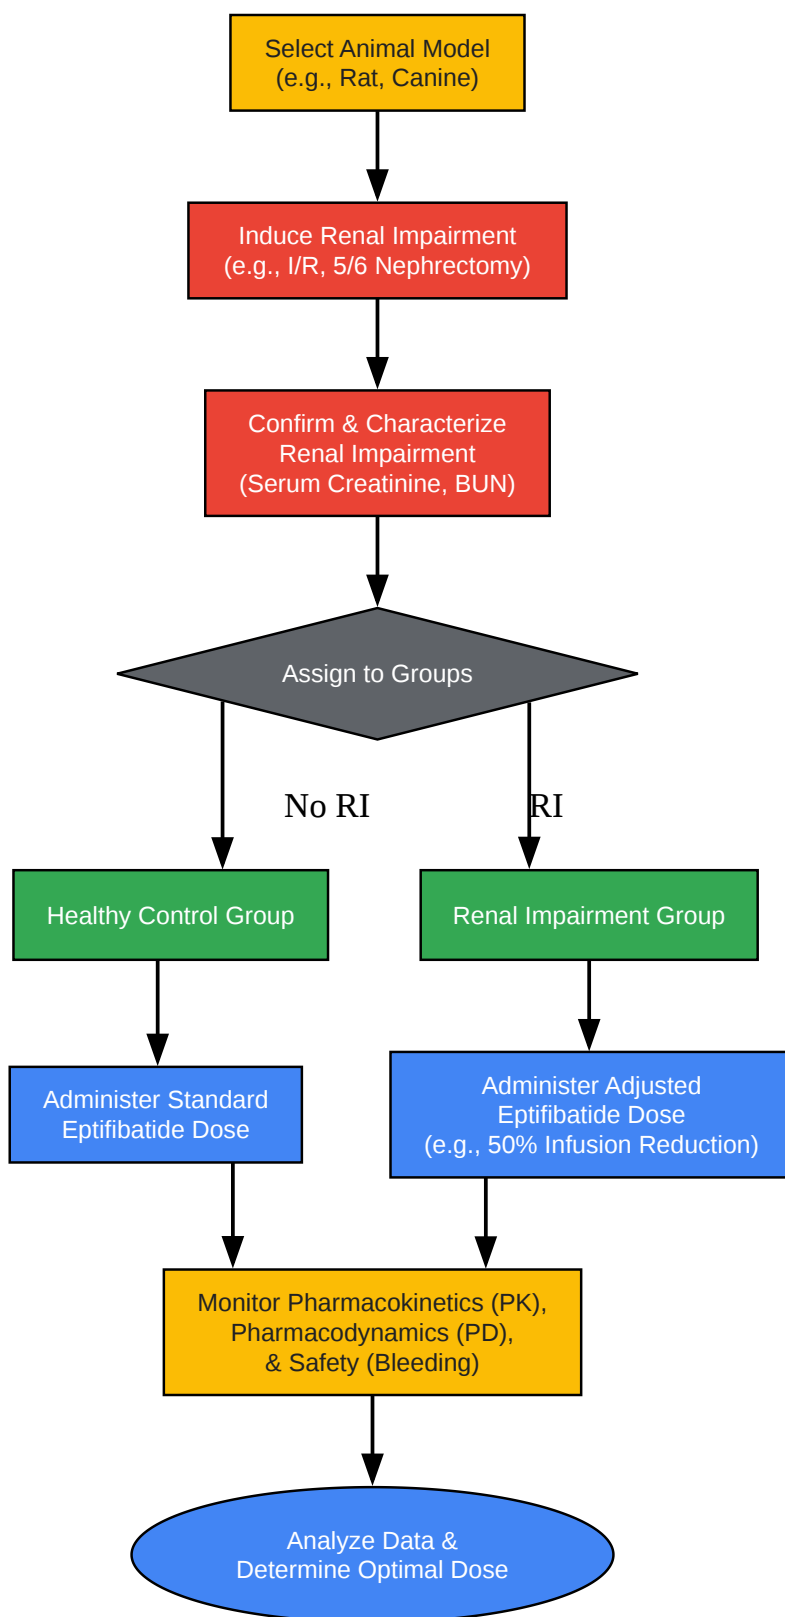 Select Animal Model
(e.g., Rat, Canine)
Induce Renal Impairment
(e.g., I/R, 5/6 Nephrectomy)
Confirm & Characterize
Renal Impairment
(Serum Creatinine, BUN)
Assign to Groups
No RI
RI
Healthy Control Group
Renal Impairment Group
Administer Standard
Eptifibatide Dose
Administer Adjusted
Eptifibatide Dose
(e.g., 50% Infusion Reduction)
Monitor Pharmacokinetics (PK),
Pharmacodynamics (PD),
& Safety (Bleeding)
Analyze Data &
Determine Optimal Dose